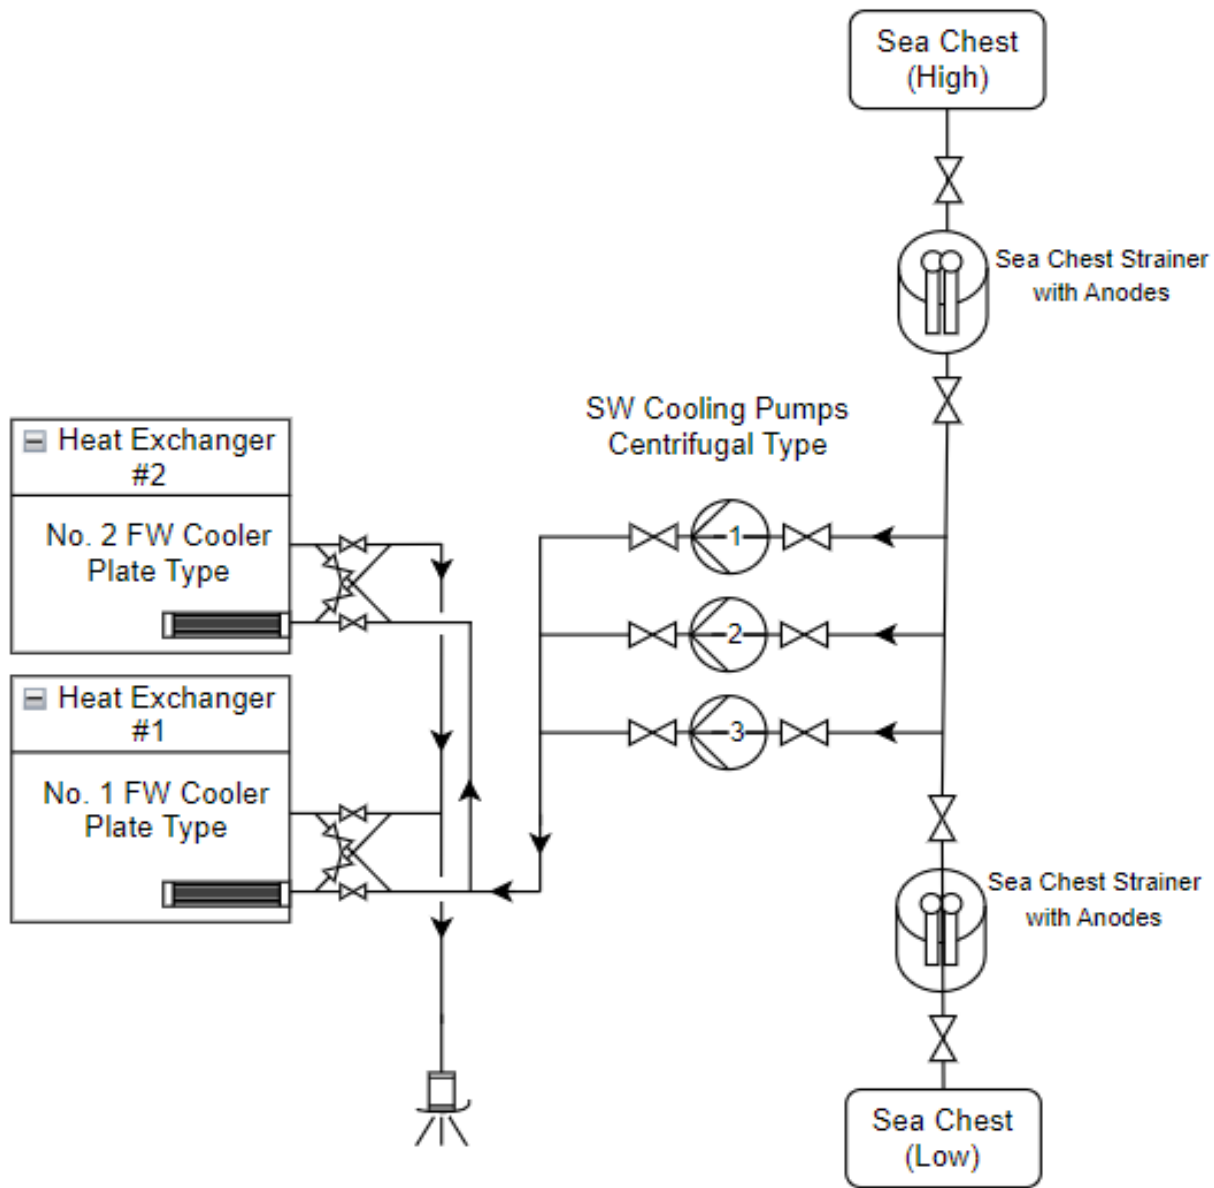 Sea Chest
(High)
Sea Chest Strainer
with Anodes
SW Cooling Pumps
Centrifugal Type
Heat Exchanger
#2
No. 2 FW Cooler
Plate Type
1
2
3
Heat Exchanger
#1
No. 1 FW Cooler
Plate Type
Sea Chest Strainer
with Anodes
Sea Chest
(Low)